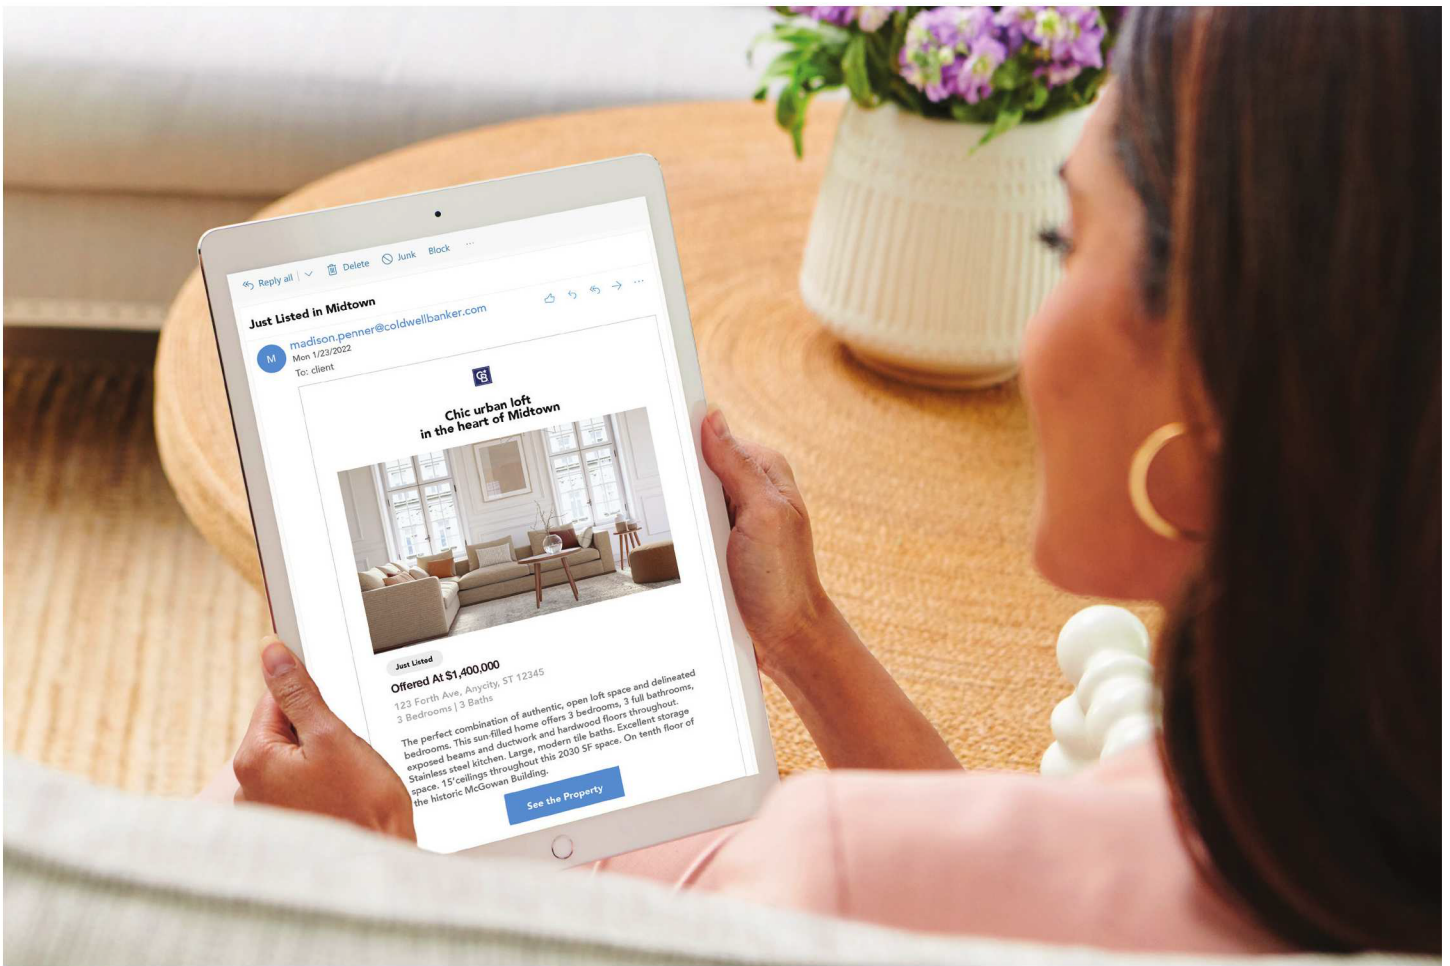 Reply all
Delete
Junk
Block
Just Listed in Midtown
M
madison.penner@coldwellbanker.com
Mon 1/23/2022
To: client
CB
Chic urban loft
in the heart of Midtown
Just Listed
Offered At $1,400,000
123 Forth Ave, Anycity, ST 12345
3 Bedrooms | 3 Baths
The perfect combination of authentic, open loft space and delineated
bedrooms. This sun-filled home offers 3 bedrooms, 3 full bathrooms,
exposed beams and ductwork and hardwood floors throughout.
Stainless steel kitchen. Large, modern tile baths. Excellent storage
space. 15'ceilings throughout this 2030 SF space. On tenth floor of
the historic McGowan Building.
See the Property